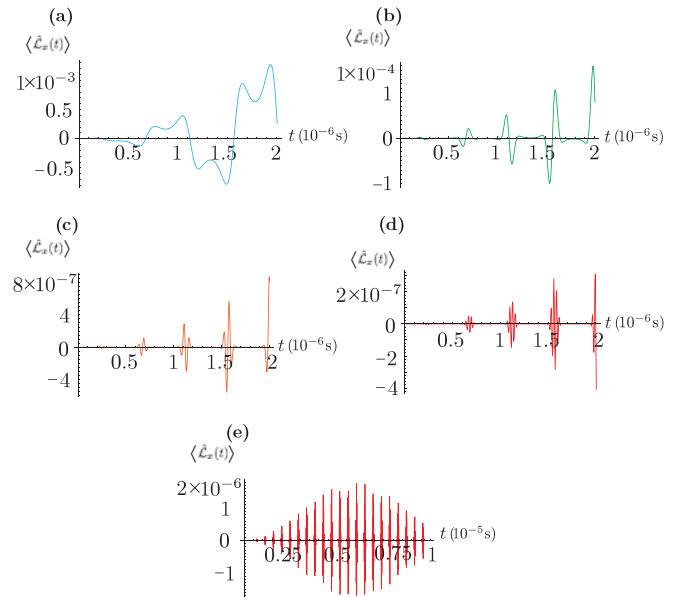 (a)
⟨ℒ̂ₓ(t)⟩
1×10⁻³
0.5
0
−0.5
0.5 1 1.5 2
t (10⁻⁶s)
(b)
⟨ℒ̂ₓ(t)⟩
1×10⁻⁴
0
−1
0.5 1 1.5 2
t (10⁻⁶s)
(c)
⟨ℒ̂ₓ(t)⟩
8×10⁻⁷
4
0
−4
0.5 1 1.5 2
t (10⁻⁶s)
(d)
⟨ℒ̂ₓ(t)⟩
2×10⁻⁷
0
−2
−4
0.5 1 1.5 2
t (10⁻⁶s)
(e)
⟨ℒ̂ₓ(t)⟩
2×10⁻⁶
1
0
−1
0.25 0.5 0.75 1
t (10⁻⁵s)